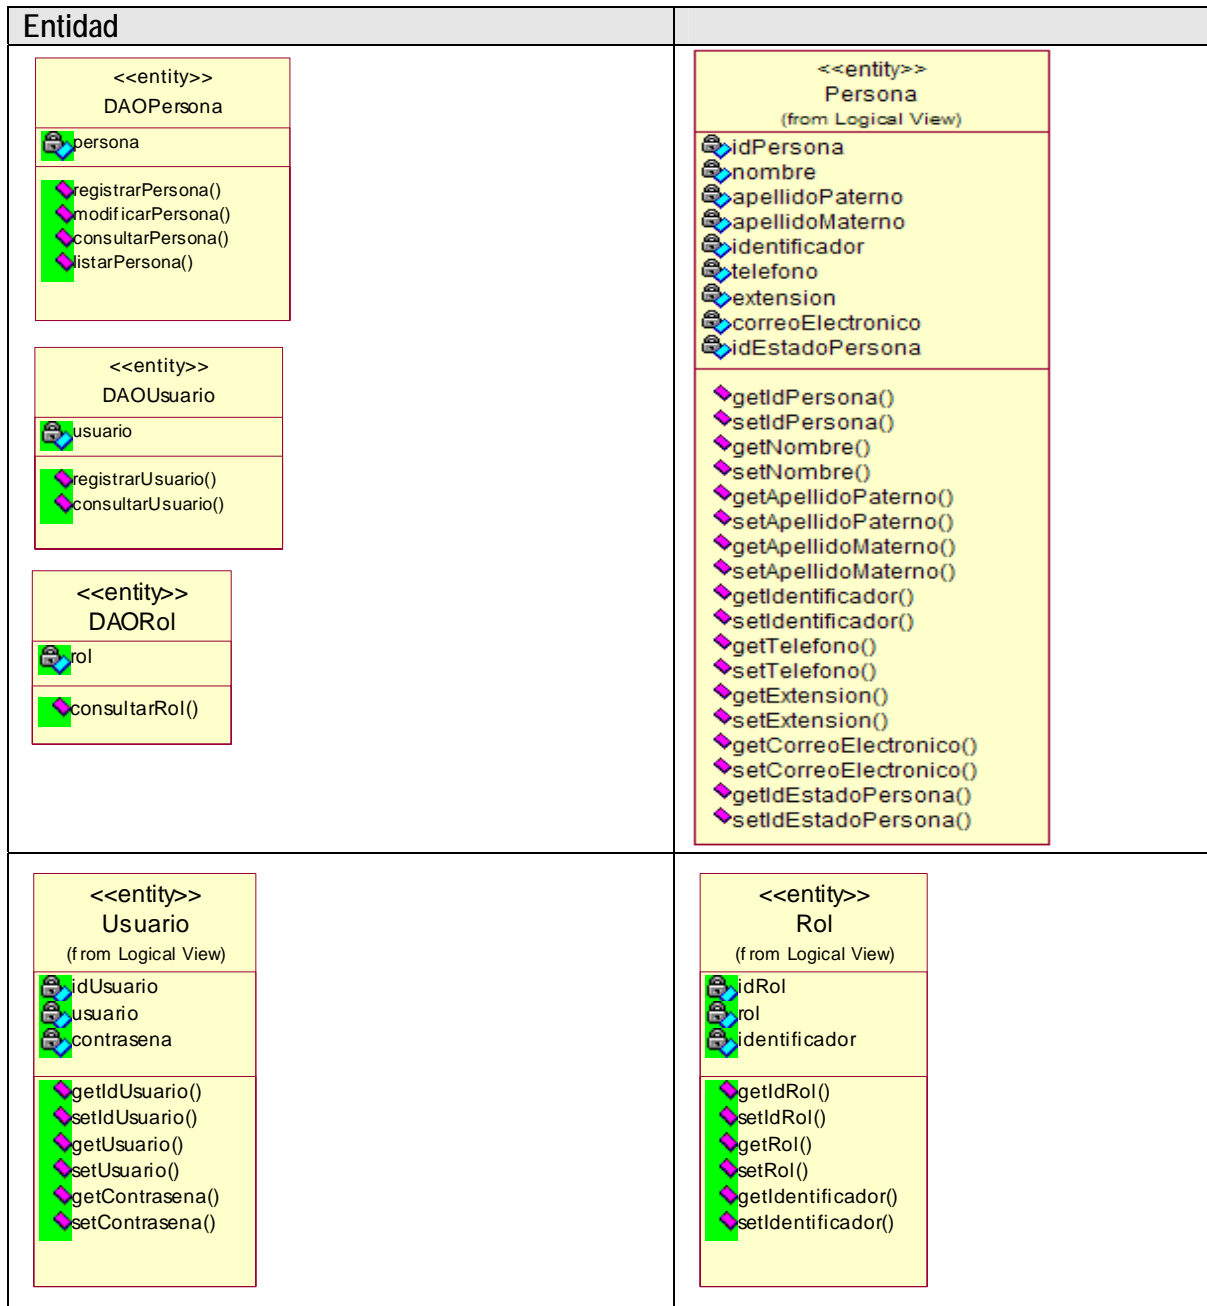 Entidad
<<entity>>
DAOPersona
persona
registrarPersona()
modificarPersona()
consultarPersona()
listarPersona()
<<entity>>
DAOUsuario
usuario
registrarUsuario()
consultarUsuario()
<<entity>>
DAORol
rol
consultarRol()
<<entity>>
Persona
(from Logical View)
idPersona
nombre
apellidoPaterno
apellidoMaterno
identificador
telefono
extension
correoElectronico
idEstadoPersona
getIdPersona()
setIdPersona()
getNombre()
setNombre()
getApellidoPaterno()
setApellidoPaterno()
getApellidoMaterno()
setApellidoMaterno()
getIdentificador()
setIdentificador()
getTelefono()
setTelefono()
getExtension()
setExtension()
getCorreoElectronico()
setCorreoElectronico()
getIdEstadoPersona()
setIdEstadoPersona()
<<entity>>
Usuario
(from Logical View)
idUsuario
usuario
contrasena
getIdUsuario()
setIdUsuario()
getUsuario()
setUsuario()
getContrasena()
setContrasena()
<<entity>>
Rol
(from Logical View)
idRol
rol
identificador
getIdRol()
setIdRol()
getRol()
setRol()
getIdentificador()
setIdentificador()